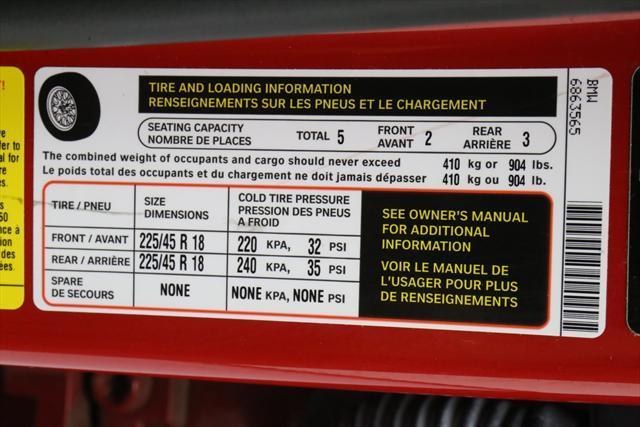 TIRE AND LOADING INFORMATION
RENSEIGNEMENTS SUR LES PNEUS ET LE CHARGEMENT
SEATING CAPACITY
NOMBRE DE PLACES
TOTAL 5
FRONT
AVANT 2
REAR
ARRIÈRE 3
The combined weight of occupants and cargo should never exceed 410 kg or 904 lbs.
Le poids total des occupants et du chargement ne doit jamais dépasser 410 kg ou 904 lb.
TIRE / PNEU
SIZE
DIMENSIONS
COLD TIRE PRESSURE
PRESSION DES PNEUS
A FROID
FRONT / AVANT 225/45 R 18 220 KPA, 32 PSI
REAR / ARRIÈRE 225/45 R 18 240 KPA, 35 PSI
SPARE
DE SECOURS
NONE
NONE KPA, NONE PSI
SEE OWNER'S MANUAL
FOR ADDITIONAL
INFORMATION
VOIR LE MANUEL DE
L'USAGER POUR PLUS
DE RENSEIGNEMENTS
BMW
6863565